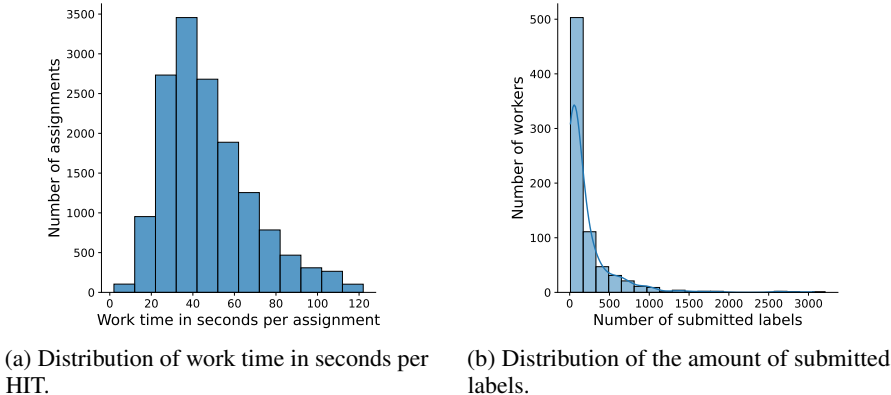 3500
3000
2500
2000
1500
1000
500
0
Number of assignments
0 20 40 60 80 100 120
Work time in seconds per assignment
(a) Distribution of work time in seconds per
HIT.
500
400
300
200
100
0
Number of workers
0 500 1000 1500 2000 2500 3000
Number of submitted labels
(b) Distribution of the amount of submitted
labels.